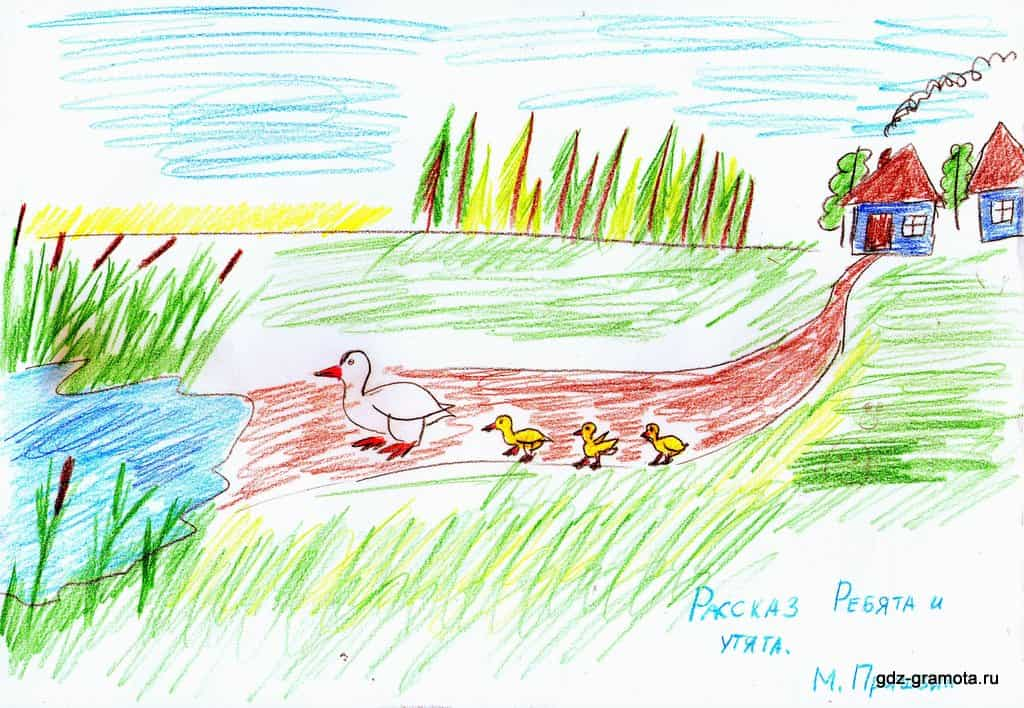 Рассказ Ребята и
утята.
М.
gdz-gramota.ru